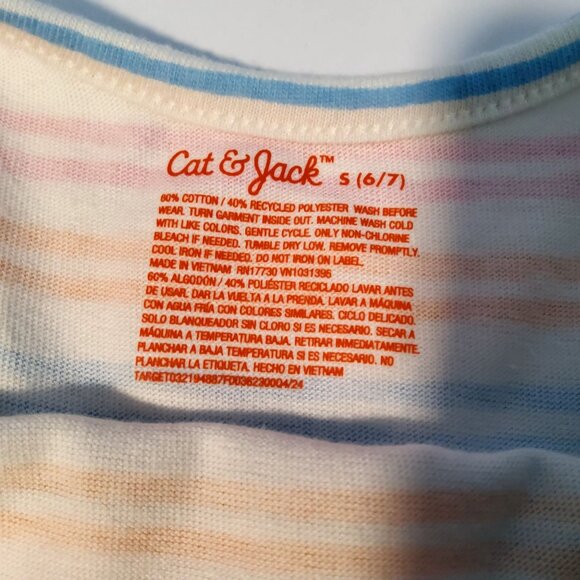 Cat & Jack™ S (6/7)
60% COTTON / 40% RECYCLED POLYESTER WASH BEFORE
WEAR. TURN GARMENT INSIDE OUT. MACHINE WASH COLD
WITH LIKE COLORS. GENTLE CYCLE. ONLY NON-CHLORINE
BLEACH IF NEEDED. TUMBLE DRY LOW. REMOVE PROMPTLY.
COOL IRON IF NEEDED. DO NOT IRON ON LABEL.
MADE IN VIETNAM RN17730 VN1031395
60% ALGODÓN / 40% POLIÉSTER RECICLADO LAVAR ANTES
DE USAR. DAR LA VUELTA A LA PRENDA. LAVAR A MÁQUINA
CON AGUA FRÍA CON COLORES SIMILARES. CICLO DELICADO.
SOLO BLANQUEADOR SIN CLORO SI ES NECESARIO. SECAR A
MÁQUINA A TEMPERATURA BAJA. RETIRAR INMEDIATAMENTE.
PLANCHAR A BAJA TEMPERATURA SI ES NECESARIO. NO
PLANCHAR LA ETIQUETA. HECHO EN VIETNAM